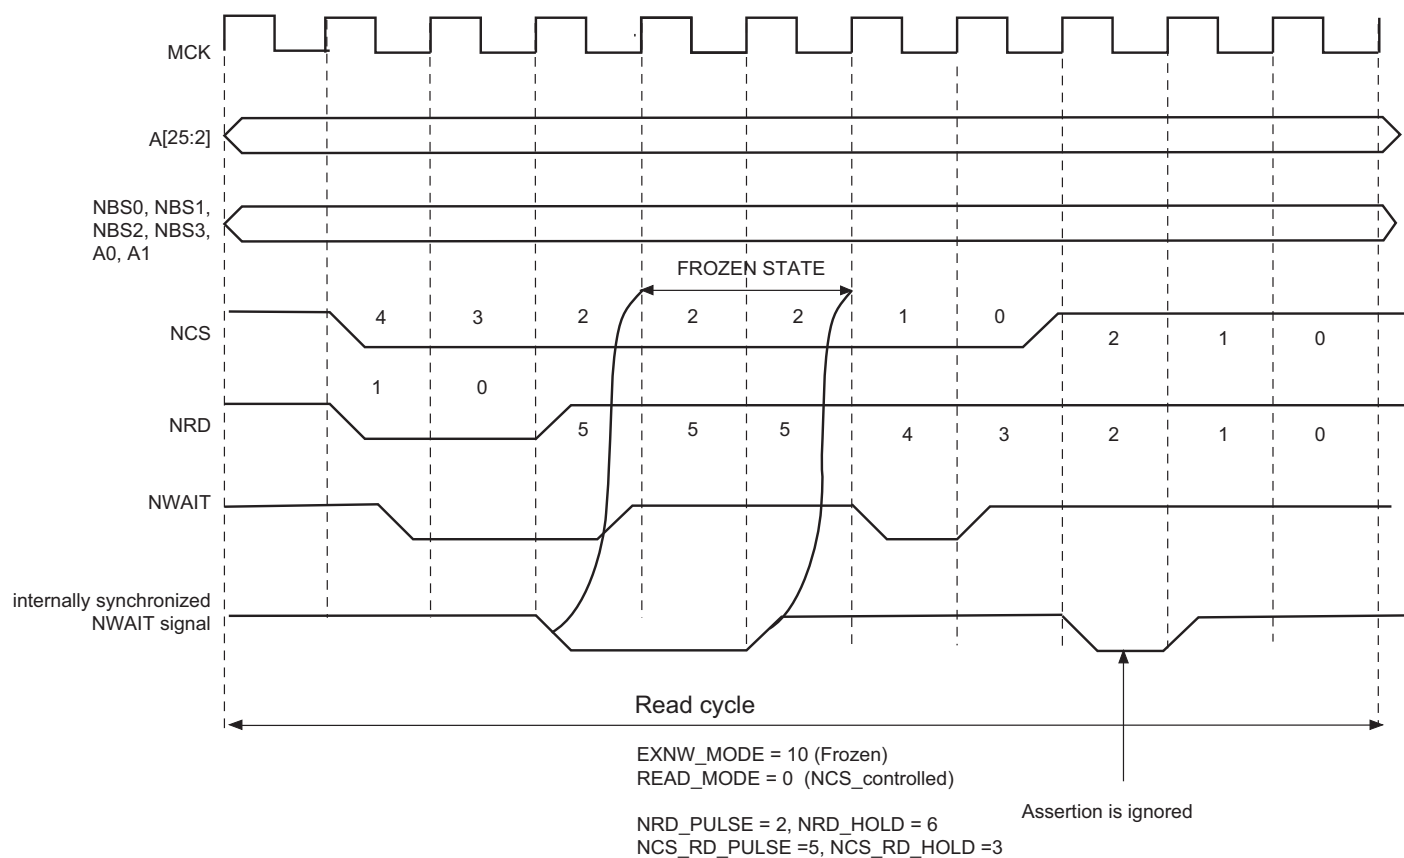 MCK
A[25:2]
NBS0, NBS1,
NBS2, NBS3,
A0, A1
FROZEN STATE
NCS
4 3 2 2 2 1 0
2 1 0
1 0
NRD
5 5 5 4 3 2 1 0
NWAIT
internally synchronized
NWAIT signal
Read cycle
EXNW_MODE = 10 (Frozen)
READ_MODE = 0 (NCS_controlled)
Assertion is ignored
NRD_PULSE = 2, NRD_HOLD = 6
NCS_RD_PULSE =5, NCS_RD_HOLD =3